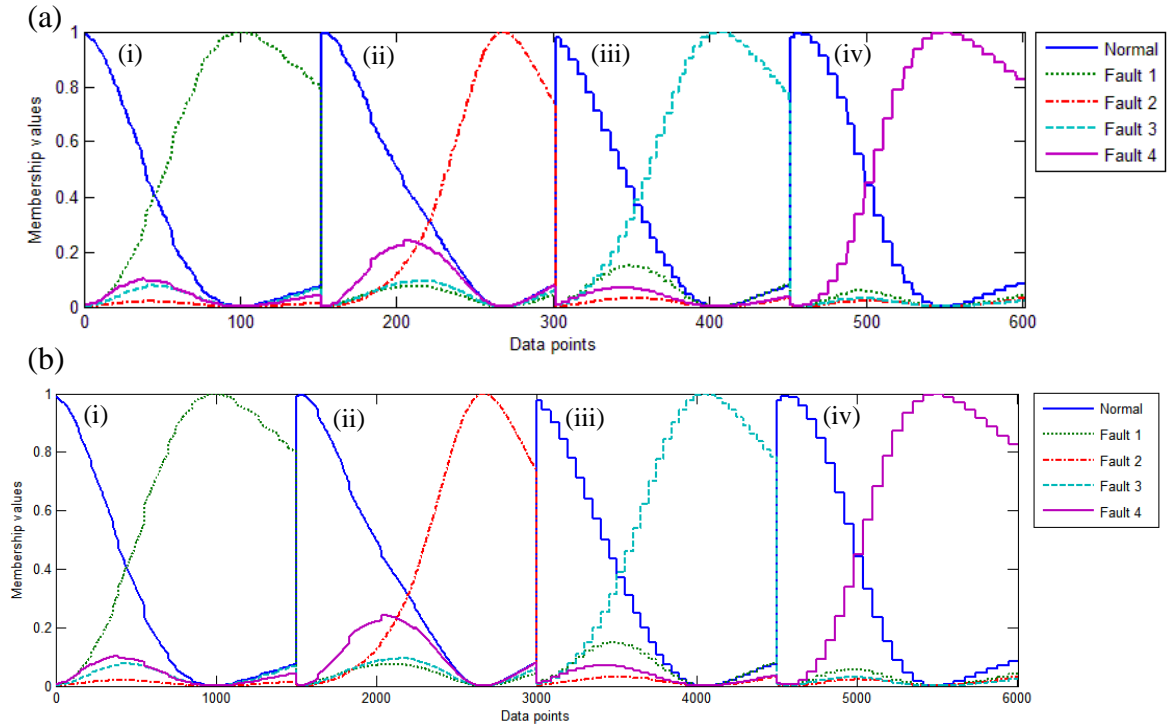 (a)
(i)
(ii)
(iii)
(iv)
Membership values
1
0.8
0.6
0.4
0.2
0
0 100 200 300 400 500 600
Data points
Normal
Fault 1
Fault 2
Fault 3
Fault 4
(b)
(i)
(ii)
(iii)
(iv)
Membership values
1
0.8
0.6
0.4
0.2
0
0 1000 2000 3000 4000 5000 6000
Data points
Normal
Fault 1
Fault 2
Fault 3
Fault 4